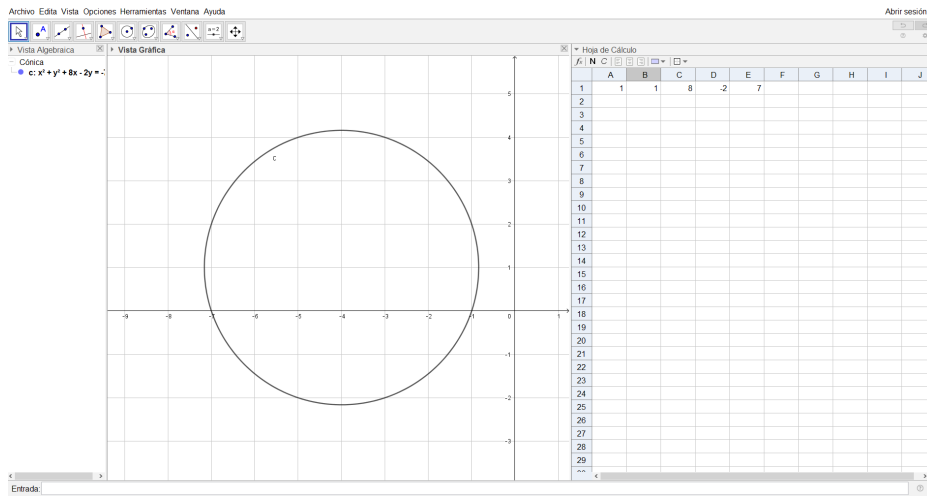 Archivo Edita Vista Opciones Herramientas Ventana Ayuda
Abrir sesión
Vista Algebraica
Cónica
c: x² + y² + 8x - 2y = -
Vista Gráfica
5
4
3
2
1
-9 -8 -7 -6 -5 -4 -3 -2 -1 0 1
-1
-2
-3
c
Hoja de Cálculo
fx N C
A B C D E F G H I J
1 1 1 8 -2 7
2
3
4
5
6
7
8
9
10
11
12
13
14
15
16
17
18
19
20
21
22
23
24
25
26
27
28
29
Entrada: